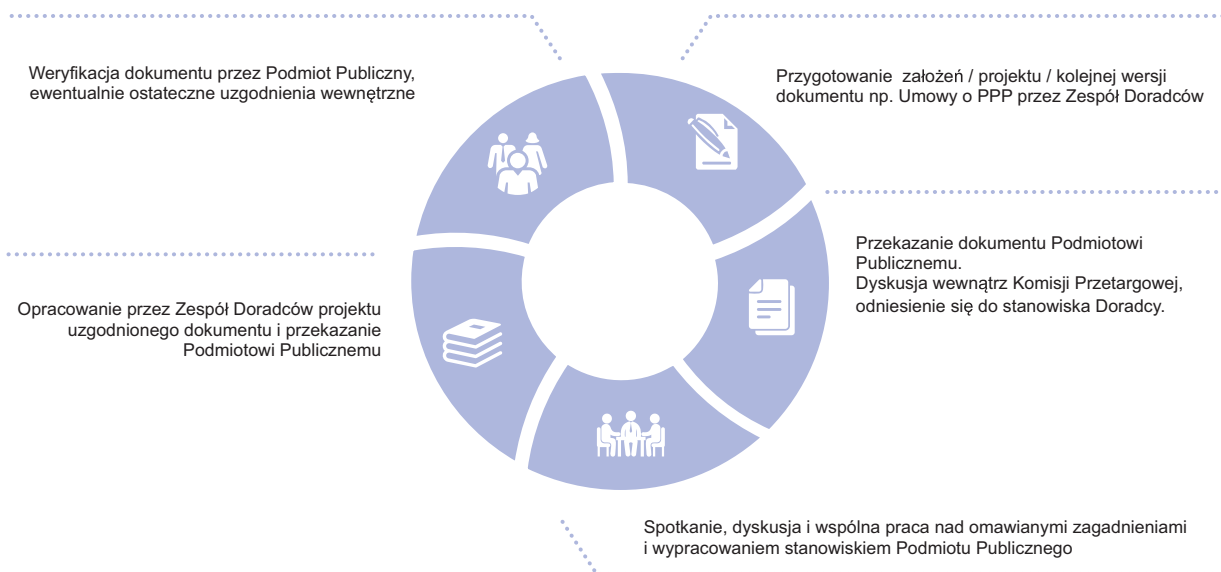 Weryfikacja dokumentu przez Podmiot Publiczny,
ewentualnie ostateczne uzgodnienia wewnętrzne
Przygotowanie założeń / projektu / kolejnej wersji
dokumentu np. Umowy o PPP przez Zespół Doradców
Przekazanie dokumentu Podmiotowi
Publicznemu.
Dyskusja wewnątrz Komisji Przetargowej,
odniesienie się do stanowiska Doradcy.
Opracowanie przez Zespół Doradców projektu
uzgodnionego dokumentu i przekazanie
Podmiotowi Publicznemu
Spotkanie, dyskusja i wspólna praca nad omawianymi zagadnieniami
i wypracowaniem stanowiskiem Podmiotu Publicznego